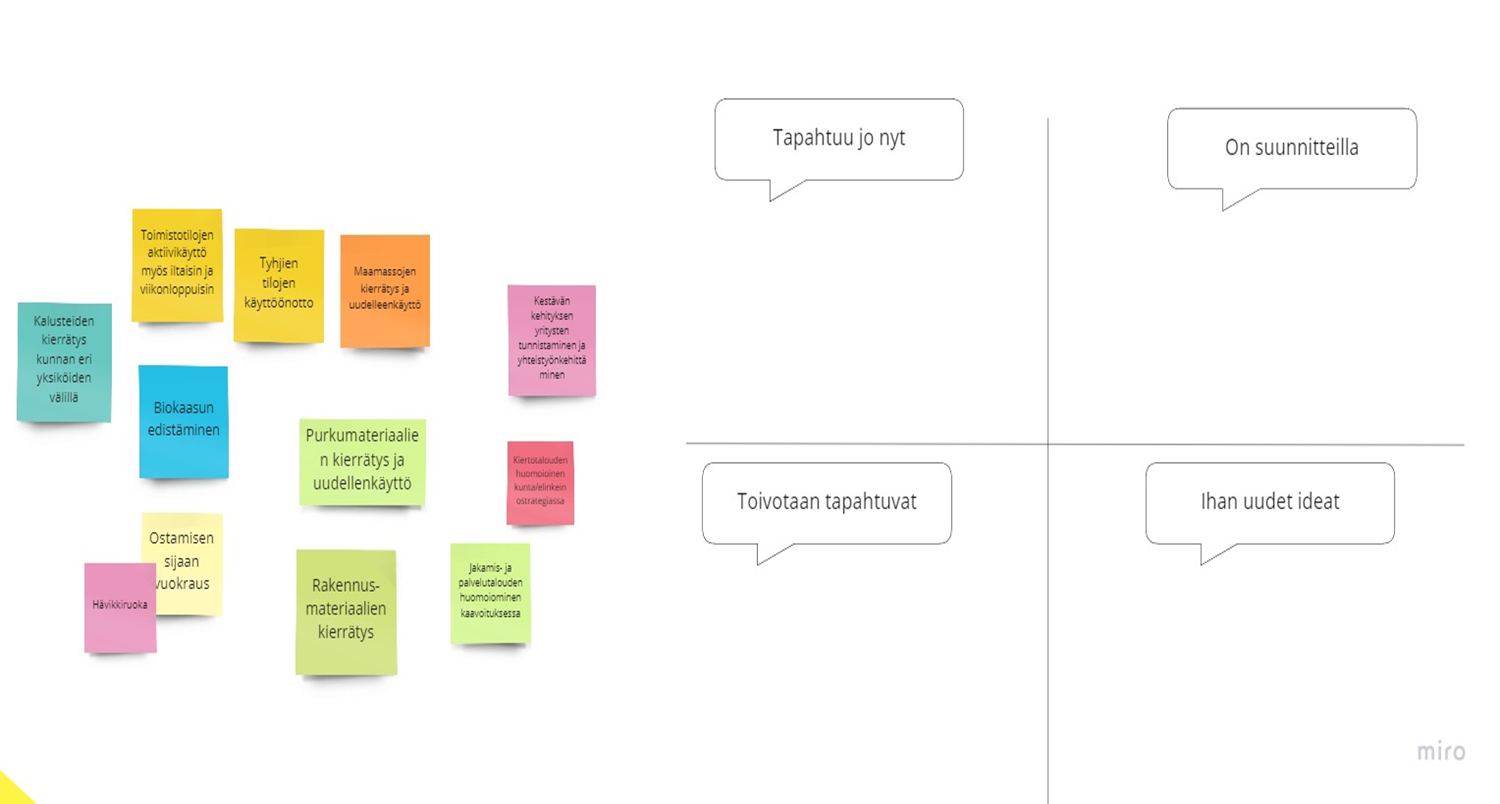 Toimistotilojen
aktiivikäyttö
myös iltaisin ja
viikonloppuisin
Tyhjien
tilojen
käyttöönotto
Maamassojen
kierrätys ja
uudelleenkäyttö
Kestävän
kehityksen
yritysten
tunnistaminen ja
yhteistyönkehittä
minen
Kalusteiden
kierrätys
kunnan eri
yksiköiden
välillä
Biokaasun
edistäminen
Purkumateriaalie
n kierrätys ja
uudellenkäyttö
Kiertotalouden
huomoioinen
kunta/elinkein
ostrategiassa
Ostamisen
sijaan
vuokraus
Hävikkiruoka
Rakennus-
materiaalien
kierrätys
Jakamis- ja
palvelutalouden
huomoiominen
kaavoituksessa
Tapahtuu jo nyt
On suunnitteilla
Toivotaan tapahtuvat
Ihan uudet ideat
miro